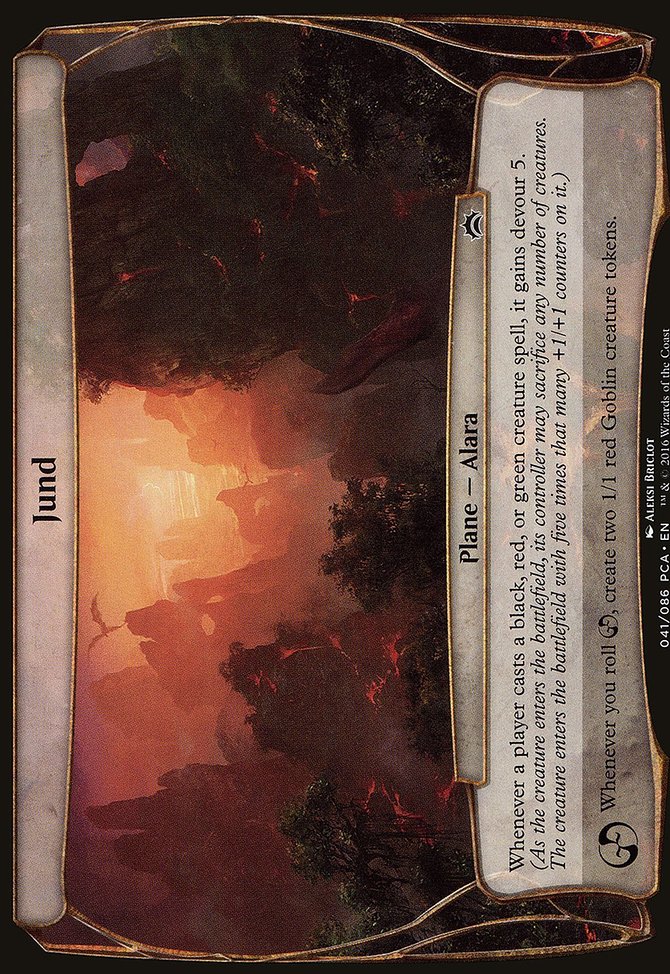 Jund
Plane — Alara
Whenever a player casts a black, red, or green creature spell, it gains devour 5.
(As the creature enters the battlefield, its controller may sacrifice any number of creatures.
The creature enters the battlefield with five times that many +1/+1 counters on it.)
Whenever you roll , create two 1/1 red Goblin creature tokens.
041/086 PCA • EN ALEKSI BRICLOT
™ & © 2016 Wizards of the Coast